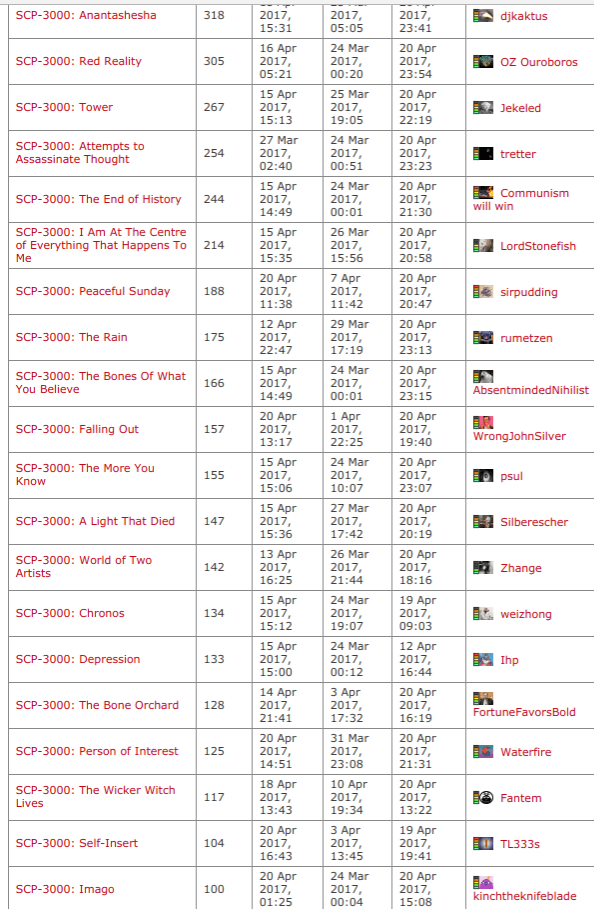 SCP-3000: Anantashesha 318 2017, 15:31 2017, 05:05 2017, 23:41 djkaktus
SCP-3000: Red Reality 305 16 Apr 2017, 05:21 24 Mar 2017, 00:20 20 Apr 2017, 23:54 OZ Ouroboros
SCP-3000: Tower 267 15 Apr 2017, 15:13 25 Mar 2017, 19:05 20 Apr 2017, 22:19 Jekeled
SCP-3000: Attempts to Assassinate Thought 254 27 Mar 2017, 02:40 24 Mar 2017, 00:51 20 Apr 2017, 23:23 tretter
SCP-3000: The End of History 244 15 Apr 2017, 14:49 24 Mar 2017, 00:01 20 Apr 2017, 21:30 Communism will win
SCP-3000: I Am At The Centre of Everything That Happens To Me 214 15 Apr 2017, 15:35 26 Mar 2017, 15:56 20 Apr 2017, 20:58 LordStonefish
SCP-3000: Peaceful Sunday 188 20 Apr 2017, 11:38 7 Apr 2017, 11:42 20 Apr 2017, 20:47 sirpudding
SCP-3000: The Rain 175 12 Apr 2017, 22:47 29 Mar 2017, 17:19 20 Apr 2017, 23:13 rumetzen
SCP-3000: The Bones Of What You Believe 166 15 Apr 2017, 14:49 24 Mar 2017, 00:01 20 Apr 2017, 23:15 AbsentmindedNihilist
SCP-3000: Falling Out 157 20 Apr 2017, 13:17 1 Apr 2017, 22:25 20 Apr 2017, 19:40 WrongJohnSilver
SCP-3000: The More You Know 155 15 Apr 2017, 15:06 24 Mar 2017, 10:07 20 Apr 2017, 23:07 psul
SCP-3000: A Light That Died 147 15 Apr 2017, 15:36 27 Mar 2017, 17:42 20 Apr 2017, 20:19 Silberescher
SCP-3000: World of Two Artists 142 13 Apr 2017, 16:25 26 Mar 2017, 21:44 20 Apr 2017, 18:16 Zhange
SCP-3000: Chronos 134 15 Apr 2017, 15:12 24 Mar 2017, 19:07 19 Apr 2017, 09:03 weizhong
SCP-3000: Depression 133 15 Apr 2017, 15:00 24 Mar 2017, 00:12 12 Apr 2017, 16:44 Ihp
SCP-3000: The Bone Orchard 128 14 Apr 2017, 21:41 3 Apr 2017, 17:32 20 Apr 2017, 16:19 FortuneFavorsBold
SCP-3000: Person of Interest 125 20 Apr 2017, 14:51 31 Mar 2017, 23:08 20 Apr 2017, 21:31 Waterfire
SCP-3000: The Wicker Witch Lives 117 18 Apr 2017, 13:43 10 Apr 2017, 19:34 20 Apr 2017, 13:22 Fantem
SCP-3000: Self-Insert 104 20 Apr 2017, 16:43 3 Apr 2017, 13:45 19 Apr 2017, 19:41 TL333s
SCP-3000: Imago 100 20 Apr 2017, 01:25 24 Mar 2017, 00:04 20 Apr 2017, 15:08 kinchtheknifeblade